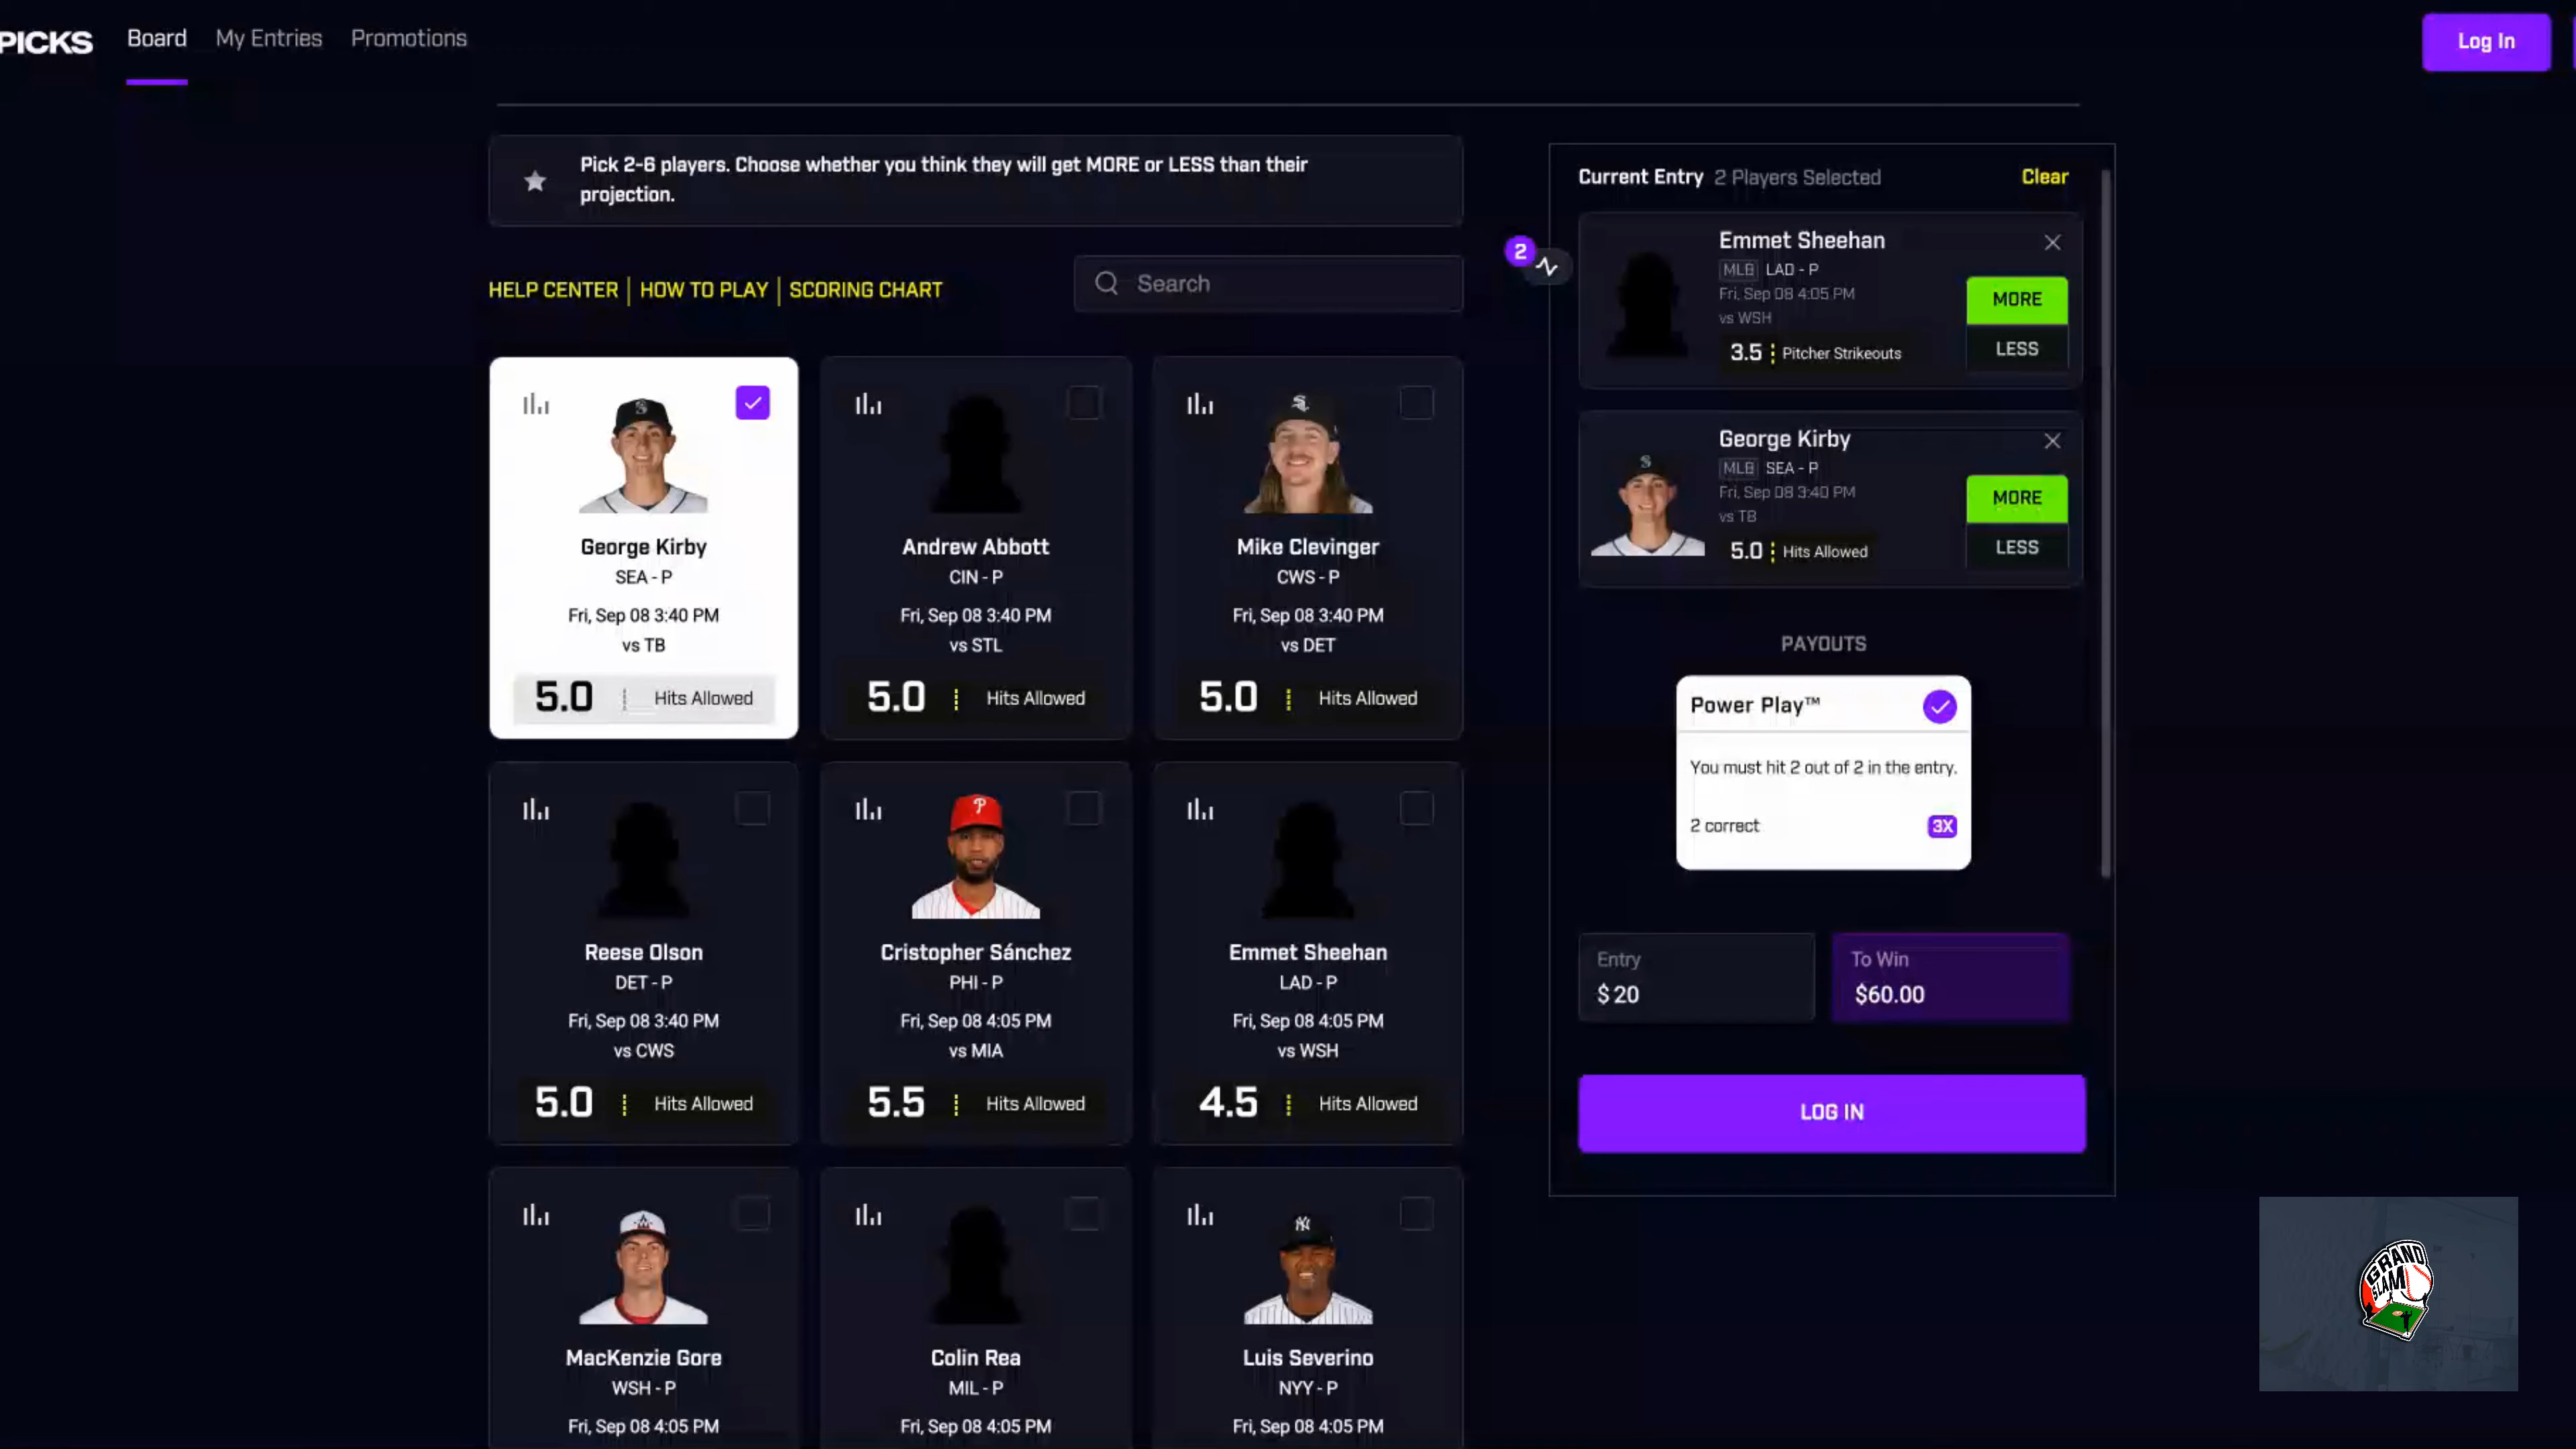 PICKS
Board
My Entries
Promotions
Log In
Pick 2-6 players. Choose whether you think they will get MORE or LESS than their
projection.
HELP CENTER
HOW TO PLAY
SCORING CHART
Search
George Kirby
SEA - P
Fri, Sep 08 3:40 PM
vs TB
5.0
Hits Allowed
Andrew Abbott
CIN - P
Fri, Sep 08 3:40 PM
vs STL
5.0
Hits Allowed
Mike Clevinger
CWS - P
Fri, Sep 08 3:40 PM
vs DET
5.0
Hits Allowed
Reese Olson
DET - P
Fri, Sep 08 3:40 PM
vs CWS
5.0
Hits Allowed
Cristopher Sánchez
PHI - P
Fri, Sep 08 4:05 PM
vs MIA
5.5
Hits Allowed
Emmet Sheehan
LAD - P
Fri, Sep 08 4:05 PM
vs WSH
4.5
Hits Allowed
MacKenzie Gore
WSH - P
Fri, Sep 08 4:05 PM
Colin Rea
MIL - P
Fri, Sep 08 4:05 PM
Luis Severino
NYY - P
Fri, Sep 08 4:05 PM
2
Current Entry
2 Players Selected
Clear
Emmet Sheehan
MLB LAD - P
Fri, Sep 08 4:05 PM
vs WSH
3.5
Pitcher Strikeouts
MORE
LESS
George Kirby
MLB SEA - P
Fri, Sep 08 3:40 PM
vs TB
5.0
Hits Allowed
MORE
LESS
PAYOUTS
Power Play™
You must hit 2 out of 2 in the entry.
2 correct
3X
Entry
$ 20
To Win
$60.00
LOG IN
GRAND
SLAM